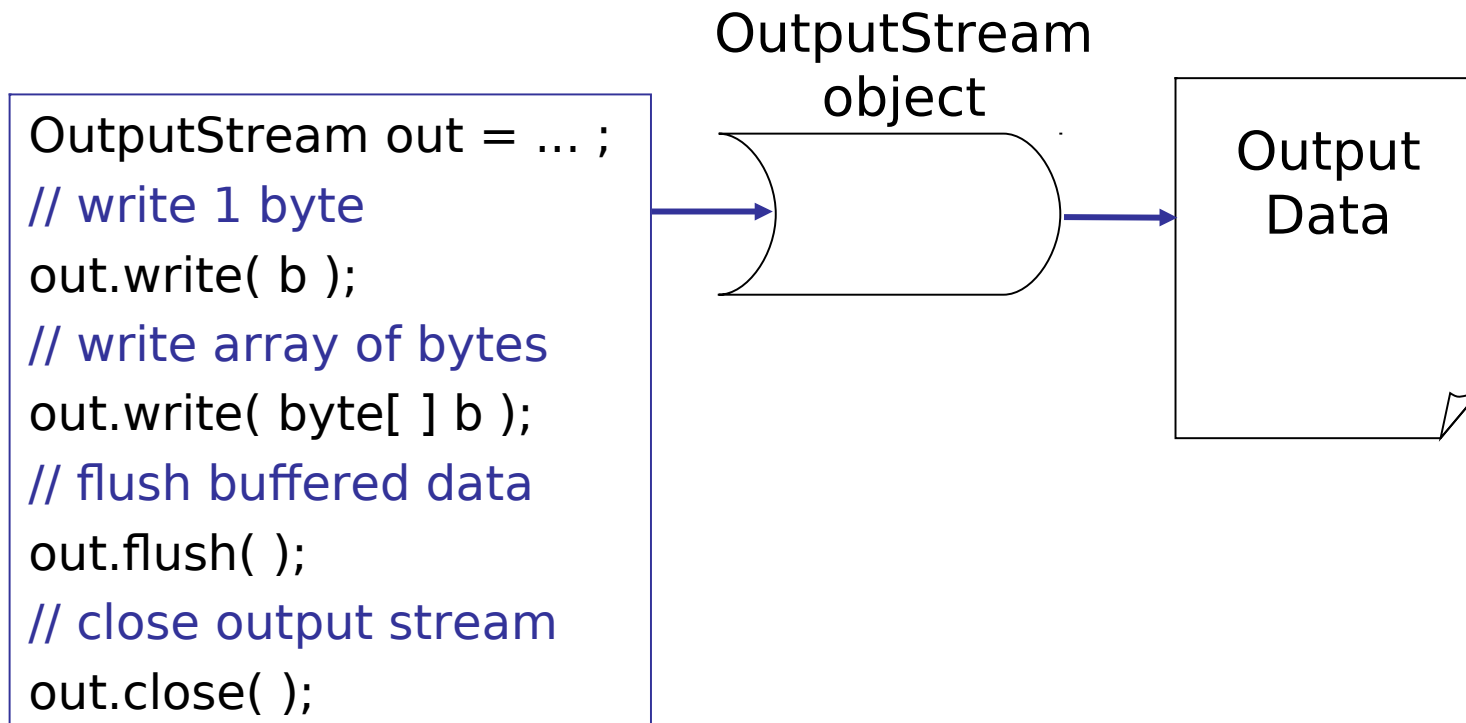 OutputStream
object
OutputStream out = ... ;
// write 1 byte
out.write( b );
// write array of bytes
out.write( byte[ ] b );
// flush buffered data
out.flush( );
// close output stream
out.close( );
Output
Data